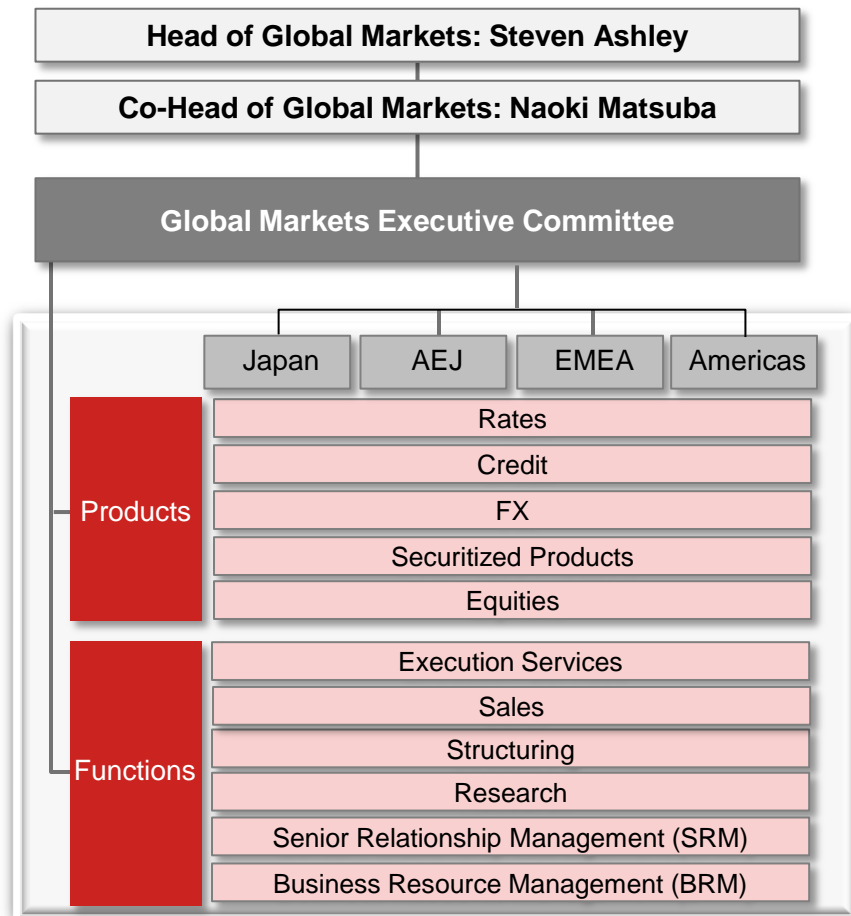 Head of Global Markets: Steven Ashley
Co-Head of Global Markets: Naoki Matsuba
Global Markets Executive Committee
Japan
AEJ
EMEA
Americas
Products
Rates
Credit
FX
Securitized Products
Equities
Functions
Execution Services
Sales
Structuring
Research
Senior Relationship Management (SRM)
Business Resource Management (BRM)